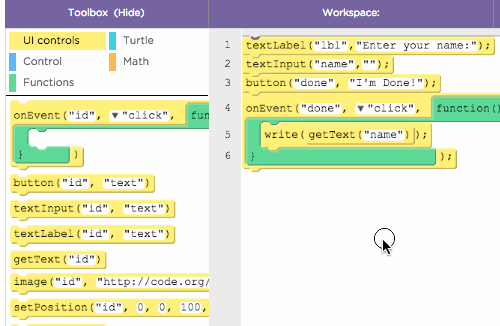 Toolbox (Hide)
Workspace:
UI controls
Turtle
Control
Math
Functions
onEvent("id", ▼"click", fun
}
)
button("id", "text")
textInput("id", "text")
textLabel("id", "text")
getText("id")
image("id", "http://code.org/
setPosition("id", 0, 0, 100,
1 textLabel("lbl","Enter your name:");
2 textInput("name","");
3 button("done", "I'm Done!");
4 onEvent("done", ▼"click", function()
5 write( getText("name") );
6 } );